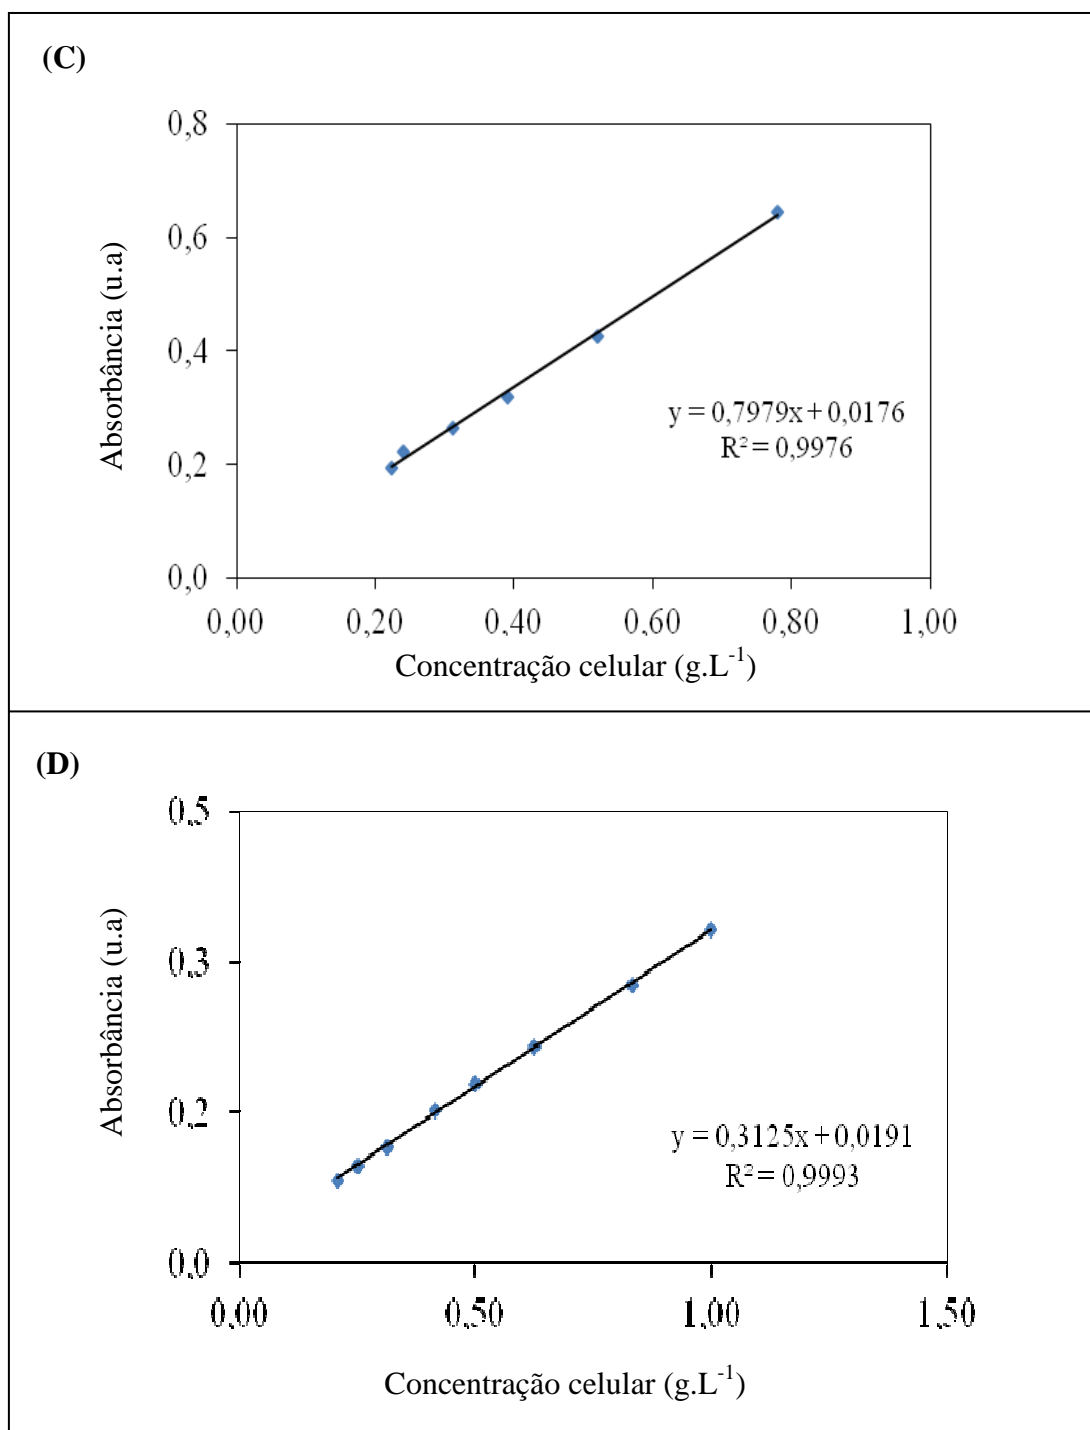 (C)
0,8
0,6
0,4
0,2
0,0
Absorbância (u.a)
y = 0,7979x + 0,0176
R² = 0,9976
0,00 0,20 0,40 0,60 0,80 1,00
Concentração celular (g.L⁻¹)
(D)
0,5
0,3
0,2
0,0
Absorbância (u.a)
y = 0,3125x + 0,0191
R² = 0,9993
0,00 0,50 1,00 1,50
Concentração celular (g.L⁻¹)